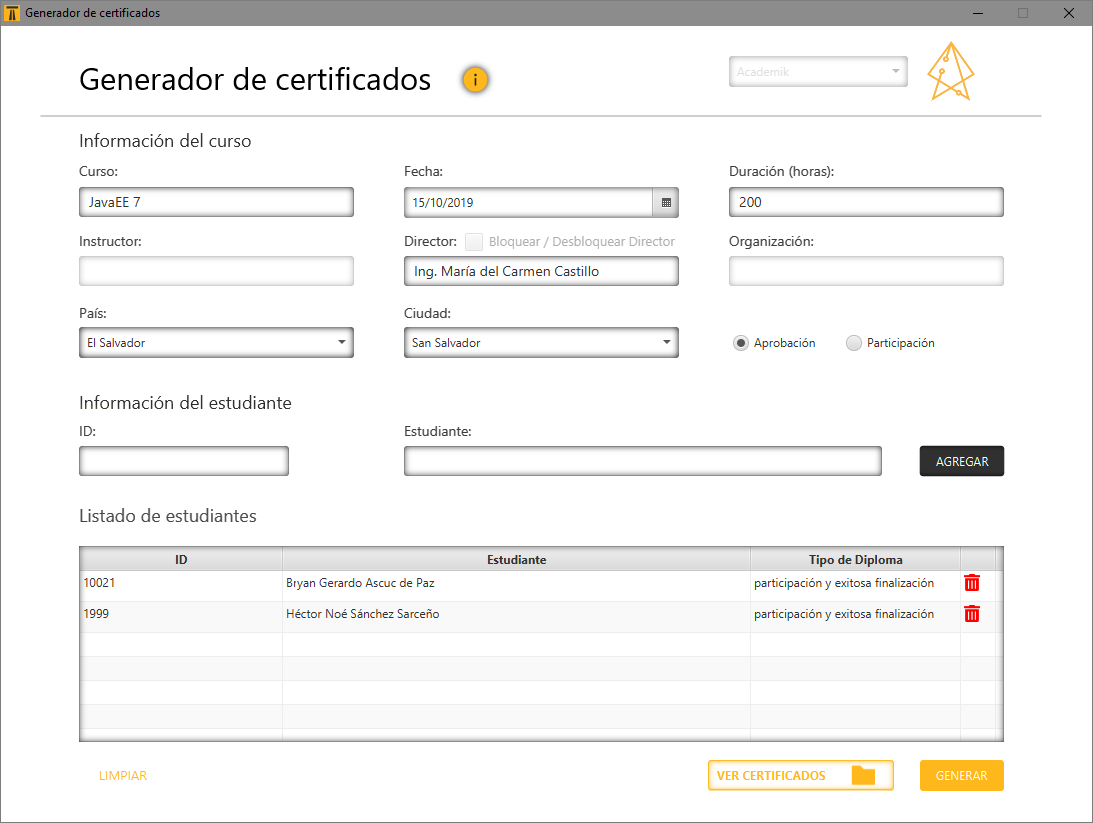 Generador de certificados
Generador de certificados i Academik
Información del curso
Curso: Fecha: Duración (horas):
JavaEE 7 15/10/2019 200
Instructor: Director: Bloquear / Desbloquear Director Organización:
Ing. María del Carmen Castillo
País: Ciudad:
El Salvador San Salvador Aprobación Participación
Información del estudiante
ID: Estudiante:
AGREGAR
Listado de estudiantes
ID Estudiante Tipo de Diploma
10021 Bryan Gerardo Ascuc de Paz participación y exitosa finalización
1999 Héctor Noé Sánchez Sarceño participación y exitosa finalización
LIMPIAR VER CERTIFICADOS GENERAR